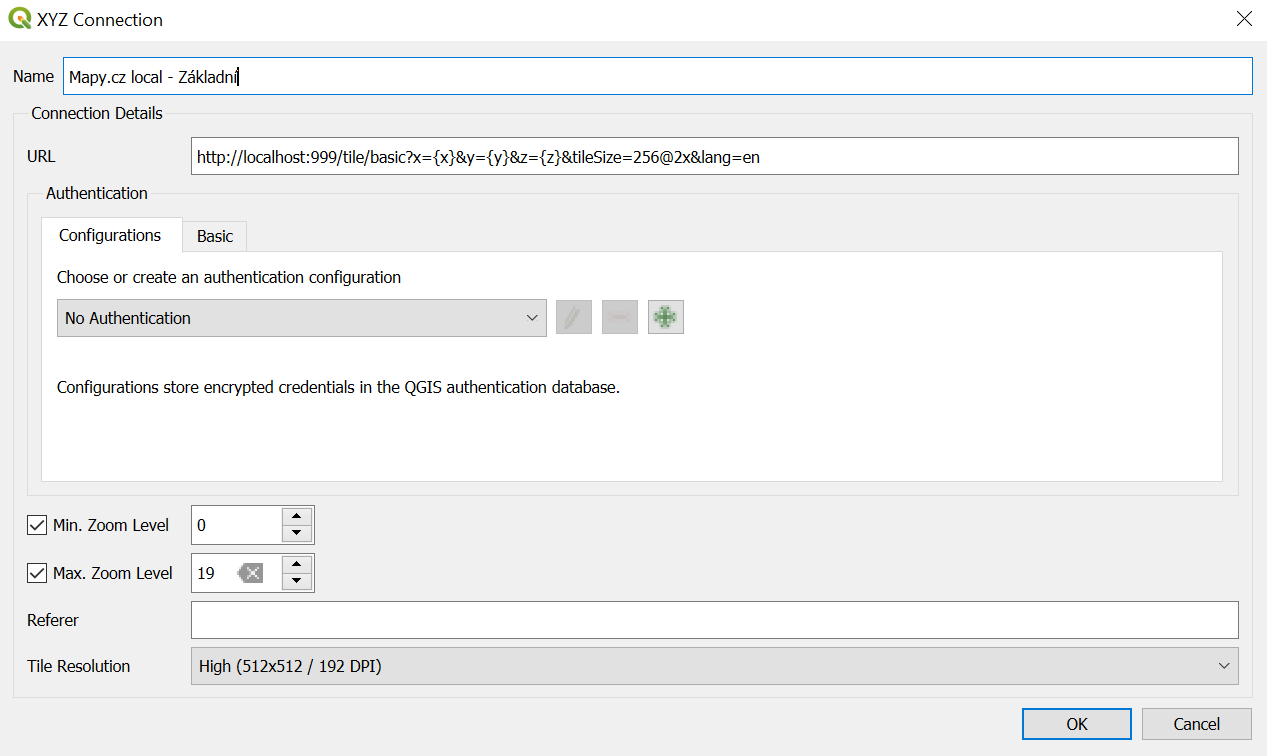 XYZ Connection
Name Mapy.cz local - Základní
Connection Details
URL http://localhost:999/tile/basic?x={x}&y={y}&z={z}&tileSize=256@2x&lang=en
Authentication
Configurations Basic
Choose or create an authentication configuration
No Authentication
Configurations store encrypted credentials in the QGIS authentication database.
Min. Zoom Level 0
Max. Zoom Level 19
Referer
Tile Resolution High (512x512 / 192 DPI)
OK Cancel